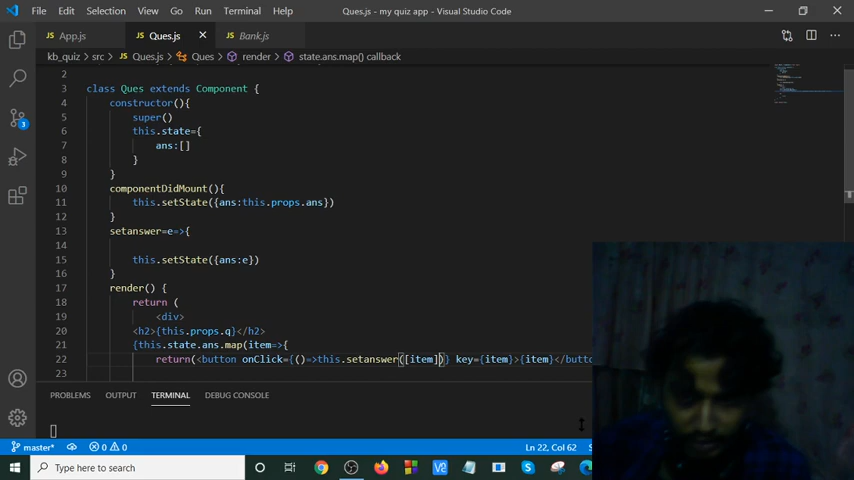 File Edit Selection View Go Run Terminal Help Ques.js - my quiz app - Visual Studio Code
App.js Ques.js Bank.js
kb_quiz > src > Ques.js > Ques > render > state.ans.map() callback
2
3 class Ques extends Component {
4 constructor(){
5 super()
6 this.state={
7 ans:[]
8 }
9 }
10 componentDidMount(){
11 this.setState({ans:this.props.ans})
12 }
13 setanswer=e=>{
14
15 this.setState({ans:e})
16 }
17 render() {
18 return (
19 <div>
20 <h2>{this.props.q}</h2>
21 {this.state.ans.map(item=>{
22 return(<button onClick={()=>this.setanswer([item])} key={item}>{item}</butto
23
3
PROBLEMS OUTPUT TERMINAL DEBUG CONSOLE
master* 0 0 Ln 22, Col 62
Type here to search